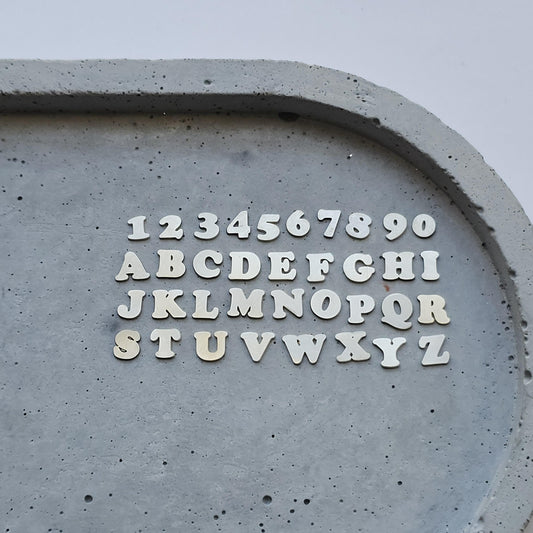 1234567890
ABCDEFGHI
JKLMNOPQR
STUVWXYZ